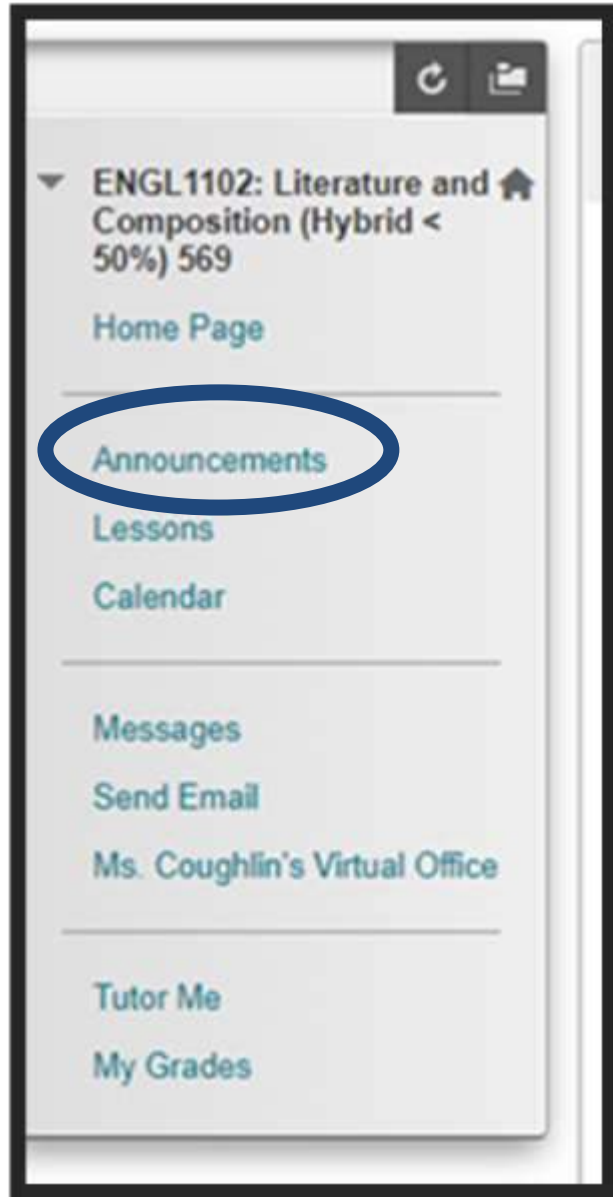 ENGL1102: Literature and
Composition (Hybrid <
50%) 569
Home Page
Announcements
Lessons
Calendar
Messages
Send Email
Ms. Coughlin's Virtual Office
Tutor Me
My Grades